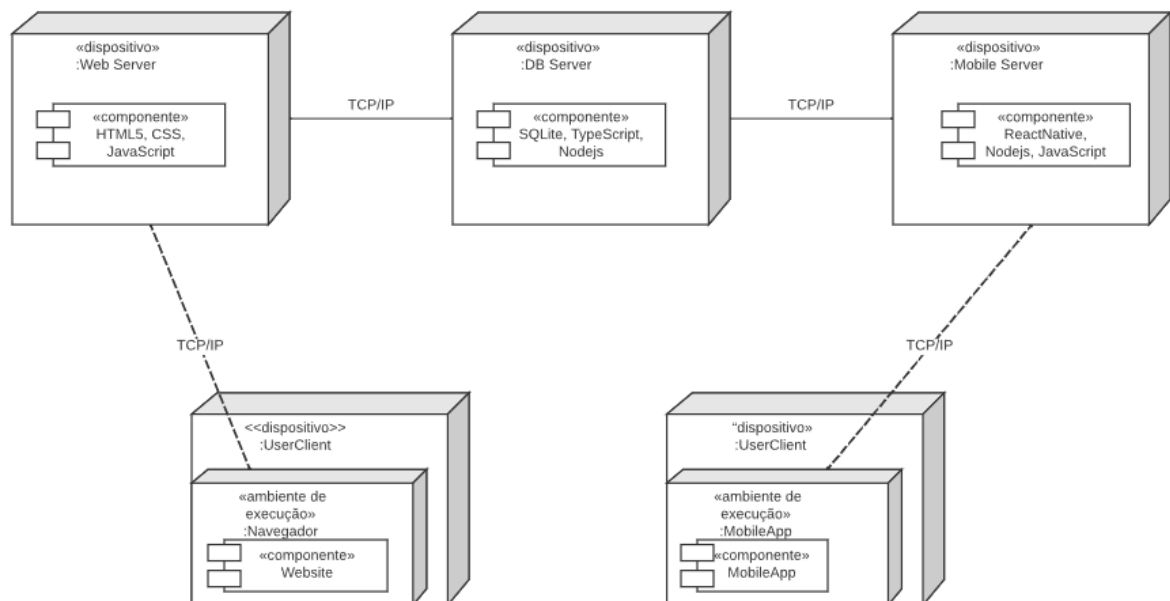 «dispositivo»
:Web Server
«componente»
HTML5, CSS,
JavaScript
TCP/IP
«dispositivo»
:DB Server
«componente»
SQLite, TypeScript,
Nodejs
TCP/IP
«dispositivo»
:Mobile Server
«componente»
ReactNative,
Nodejs, JavaScript
TCP/IP
TCP/IP
<<dispositivo>>
:UserClient
«ambiente de
execução»
:Navegador
«componente»
Website
“dispositivo»
:UserClient
«ambiente de
execução»
:MobileApp
«componente»
MobileApp